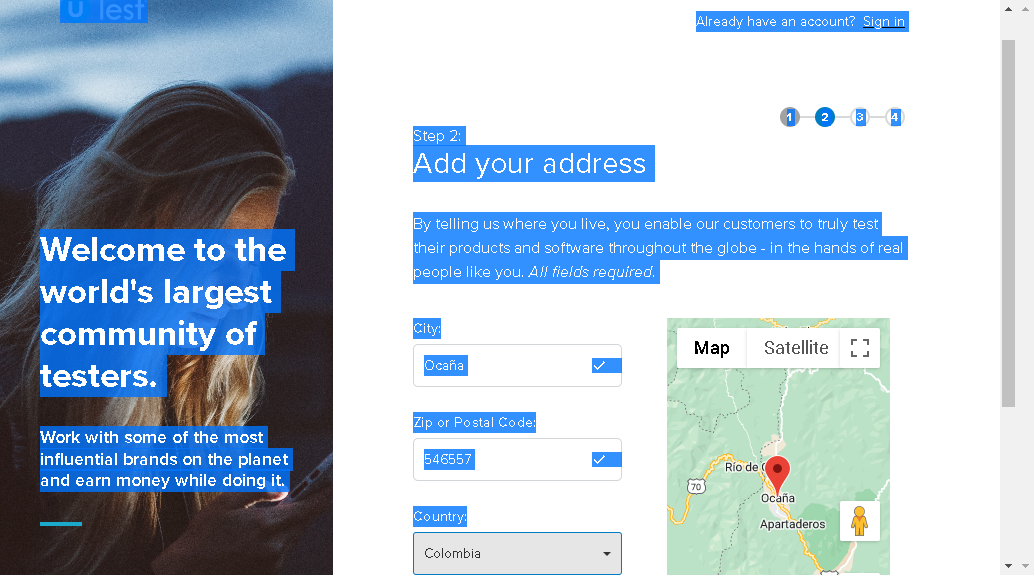 U Test
Already have an account? Sign in
1 2 3 4
Step 2:
Add your address
By telling us where you live, you enable our customers to truly test
their products and software throughout the globe - in the hands of real
people like you. All fields required.
Welcome to the
world's largest
community of
testers.
Work with some of the most
influential brands on the planet
and earn money while doing it.
City:
Ocaña
Zip or Postal Code:
546557
Country:
Colombia
Map Satellite
Río de
70
Ocaña
Apartaderos